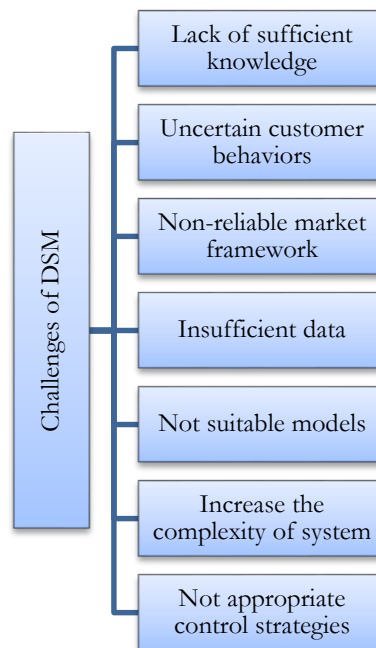 Challenges of DSM
Lack of sufficient
knowledge
Uncertain customer
behaviors
Non-reliable market
framework
Insufficient data
Not suitable models
Increase the
complexity of system
Not appropriate
control strategies